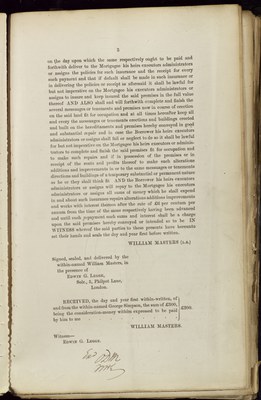 5
on the day upon which the same respectively ought to be paid and
forthwith deliver to the Mortgagee his heirs executors administrators
or assigns the policies for such insurance and the receipt for every
such payment and that if default shall be made in such insurance or
in delivering the policies or receipt as aforesaid it shall be lawful for
but not imperative on the Mortgagee his executors administrators or
assigns to insure and keep insured the said premises in the full value
thereof AND ALSO shall and will forthwith complete and finish the
several messuages or tenements and premises now in course of erection
on the said land fit for occupation and at all times hereafter keep all
and every the messuages or tenements erections and buildings erected
and built on the hereditaments and premises hereby conveyed in good
and substantial repair and in case the Borrower his heirs executors
administrators or assigns shall fail or neglect to do so it shall be lawful
for but not imperative on the Mortgagee his executors or adminis-
trators to complete and finish the said premises fit for occupation and
to make such repairs and if in possession of the premises or in
receipt of the rents and profits thereof to make such alterations
additions and improvements in or to the same messuages or tenements
erections and buildings of a temporary substantial or permanent nature
as he or they shall think fit AND the Borrower his heirs executors
administrators or assigns will repay to the Mortgagee his executors
administrators or assigns all sums of money which he shall expend
in and about such insurance repairs alterations additions improvements
and works with interest thereon after the rate of £6 per centum per
annum from the time of the same respectively having been advanced
and until such repayment such sums and interest shall be a charge
upon the said premises hereby conveyed or intended so to be IN
WITNESS whereof the said parties to these presents have hereunto
set their hands and seals the day and year first before written.
WILLIAM MASTERS (L.S.)
Signed, sealed, and delivered by the
within-named William Masters, in
the presence of
Edwin G.
Solr., 3, Philpot Lane,
London.
RECEIVED, the day and year first within-written, of
and from the within-named George Simpson, the sum of £200,
being the consideration-money within expressed to be paid
by him to me
£200.
WILLIAM MASTERS.
Witness—
Edwin G.